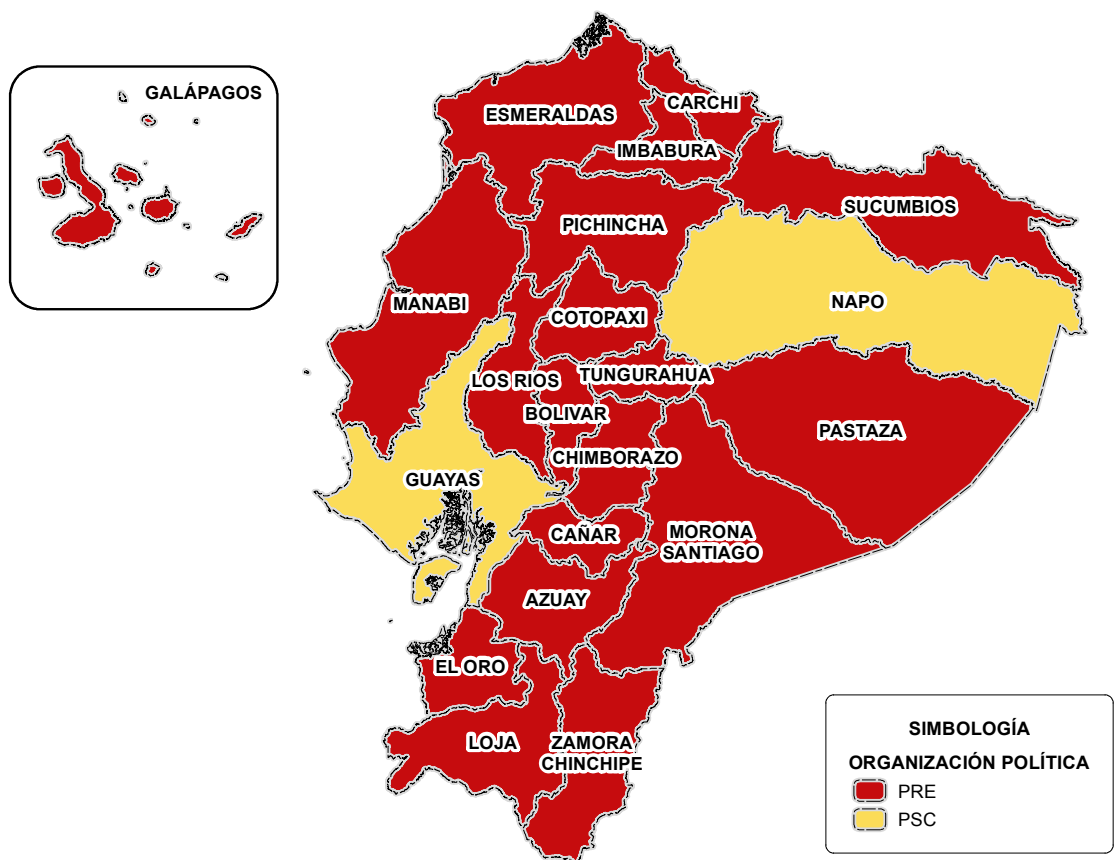 GALÁPAGOS
ESMERALDAS
CARCHI
IMBABURA
SUCUMBIOS
PICHINCHA
MANABI
NAPO
COTOPAXI
LOS RIOS
TUNGURAHUA
BOLIVAR
PASTAZA
CHIMBORAZO
GUAYAS
CAÑAR
MORONA
SANTIAGO
AZUAY
EL ORO
LOJA
ZAMORA
CHINCHIPE
SIMBOLOGÍA
ORGANIZACIÓN POLÍTICA
PRE
PSC